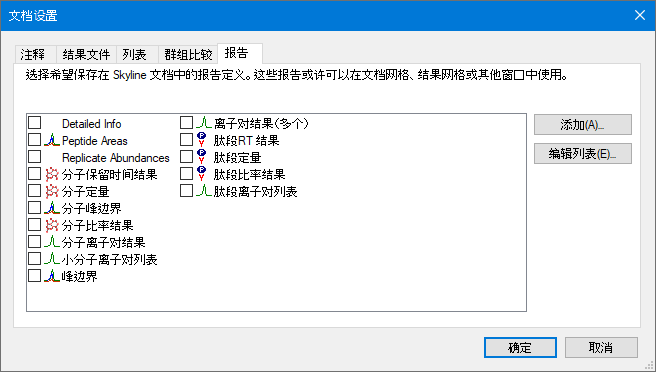 文档设置
注释 结果文件 列表 群组比较 报告
选择希望保存在 Skyline 文档中的报告定义。这些报告或许可以在文档网格、结果网格或其他窗口中使用。
Detailed Info
Peptide Areas
Replicate Abundances
分子保留时间结果
分子定量
分子峰边界
分子比率结果
分子离子对结果
小分子离子对列表
峰边界
离子对结果(多个)
肽段RT 结果
肽段定量
肽段比率结果
肽段离子对列表
添加(A)...
编辑列表(E)...
确定
取消